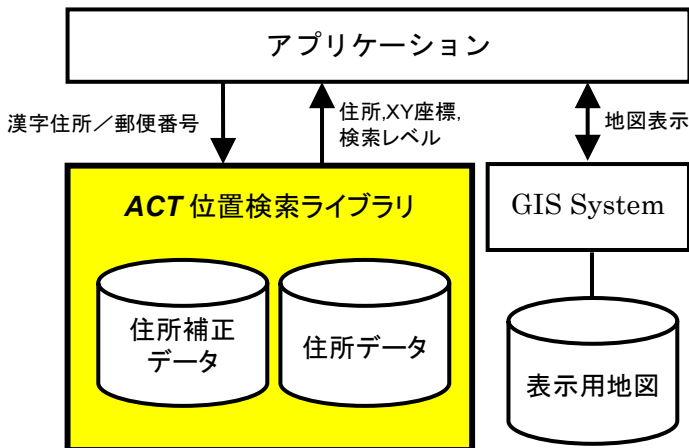 アプリケーション
漢字住所／郵便番号
住所,XY座標,
検索レベル
地図表示
ACT 位置検索ライブラリ
GIS System
住所補正
データ
住所データ
表示用地図